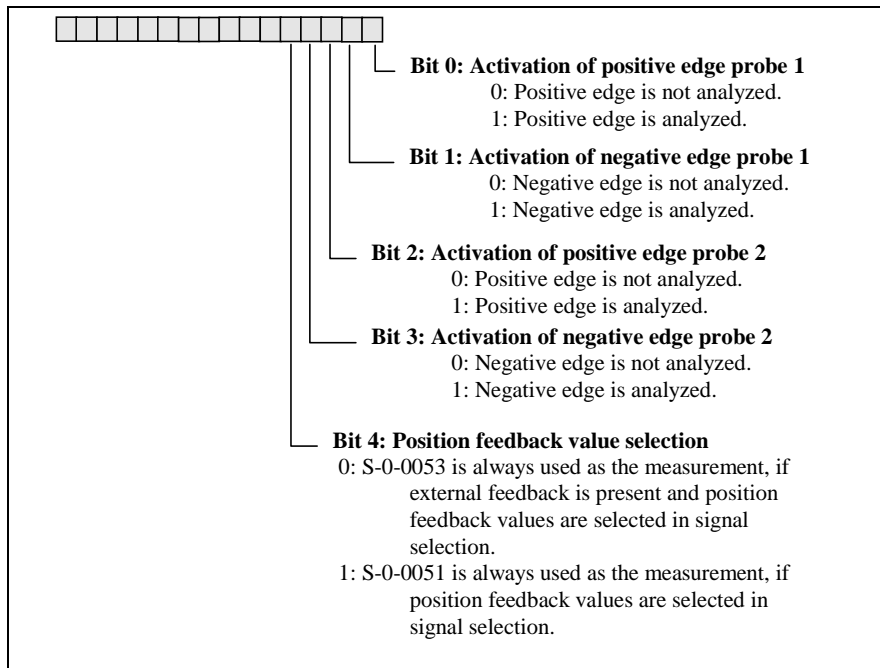 Bit 0: Activation of positive edge probe 1
0: Positive edge is not analyzed.
1: Positive edge is analyzed.
Bit 1: Activation of negative edge probe 1
0: Negative edge is not analyzed.
1: Negative edge is analyzed.
Bit 2: Activation of positive edge probe 2
0: Positive edge is not analyzed.
1: Positive edge is analyzed.
Bit 3: Activation of negative edge probe 2
0: Negative edge is not analyzed.
1: Negative edge is analyzed.
Bit 4: Position feedback value selection
0: S-0-0053 is always used as the measurement, if
external feedback is present and position
feedback values are selected in signal
selection.
1: S-0-0051 is always used as the measurement, if
position feedback values are selected in
signal selection.